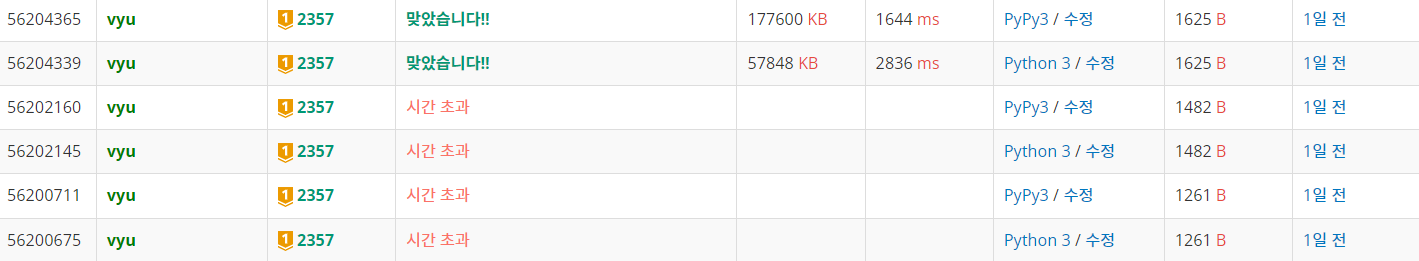 56204365 vyu 1 2357 맞았습니다!! 177600 KB 1644 ms PyPy3 / 수정 1625 B 1일 전
56204339 vyu 1 2357 맞았습니다!! 57848 KB 2836 ms Python 3 / 수정 1625 B 1일 전
56202160 vyu 1 2357 시간 초과 PyPy3 / 수정 1482 B 1일 전
56202145 vyu 1 2357 시간 초과 Python 3 / 수정 1482 B 1일 전
56200711 vyu 1 2357 시간 초과 PyPy3 / 수정 1261 B 1일 전
56200675 vyu 1 2357 시간 초과 Python 3 / 수정 1261 B 1일 전